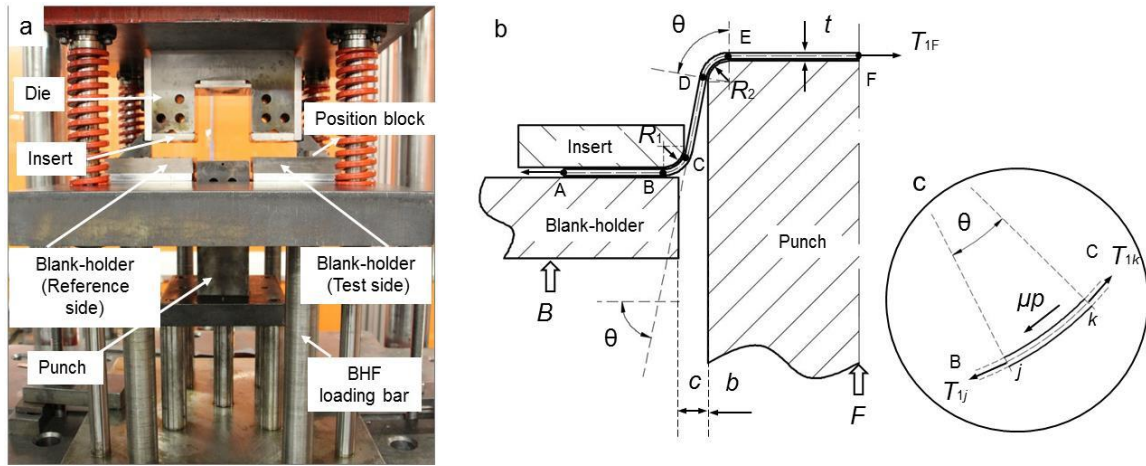 a
Die
Insert
Position block
Blank-holder
(Reference
side)
Blank-holder
(Test side)
Punch
BHF
loading bar
b
θ
E
t
T1F
D
R2
F
R1
Insert
C
A
B
Blank-holder
Punch
B
θ
c
b
F
c
θ
C
T1k
μp
k
B
j
T1j